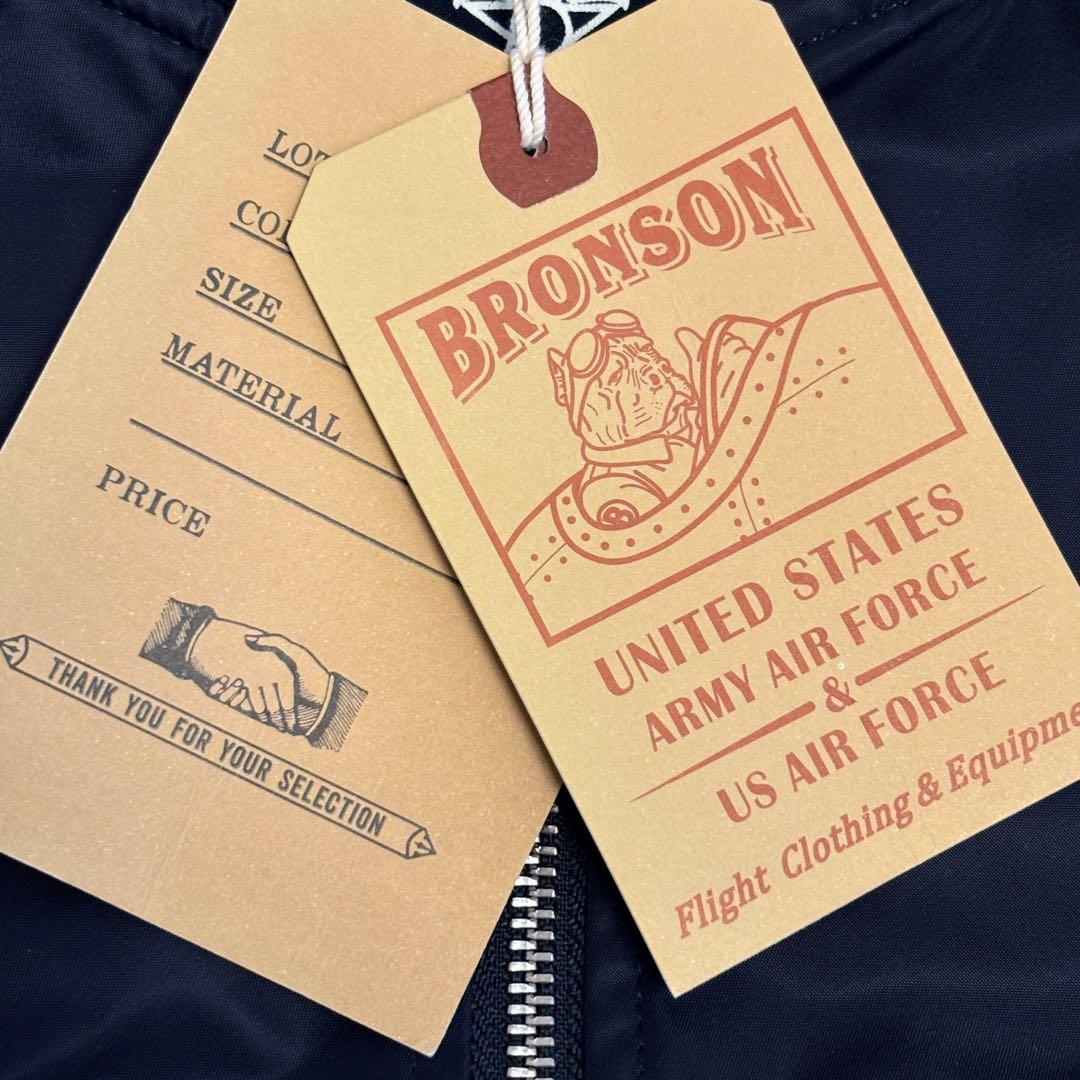 SIZE
MATERIAL
PRICE
THANK YOU FOR YOUR SELECTION
BRONSON
B
UNITED STATES
ARMY AIR FORCE
&
US AIR FORCE
Flight Clothing &